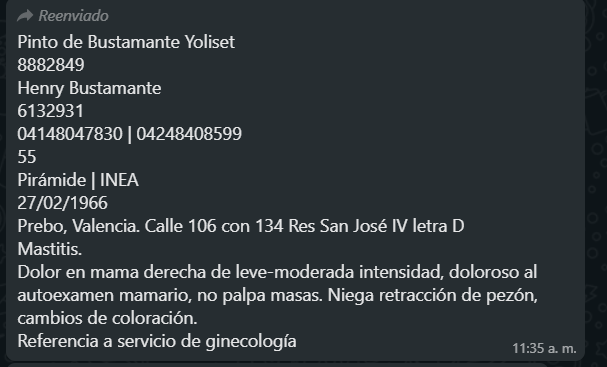 Reenviado
Pinto de Bustamante Yoliset
8882849
Henry Bustamante
6132931
04148047830 | 04248408599
55
Pirámide | INEA
27/02/1966
Prebo, Valencia. Calle 106 con 134 Res San José IV letra D
Mastitis.
Dolor en mama derecha de leve-moderada intensidad, doloroso al
autoexamen mamario, no palpa masas. Niega retracción de pezón,
cambios de coloración.
Referencia a servicio de ginecología
11:35 a. m.